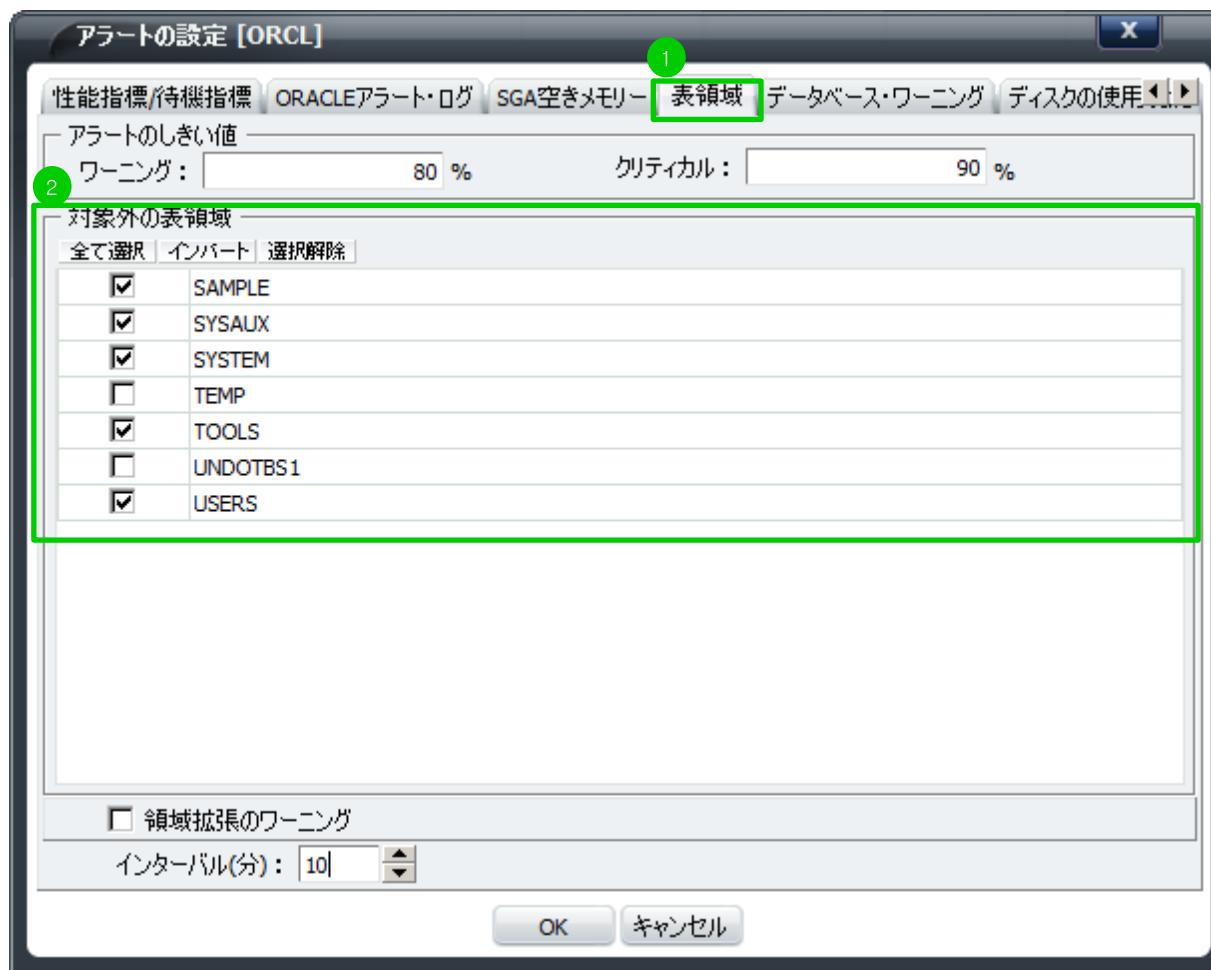 アラートの設定 [ORCL]
x
1
性能指標/待機指標 ORACLEアラート・ログ SGA空きメモリー 表領域 データベース・ワーニング ディスクの使用
アラートのしきい値
ワーニング： 80 % クリティカル： 90 %
2
対象外の表領域
全て選択 インバート 選択解除
SAMPLE
SYSAUX
SYSTEM
TEMP
TOOLS
UNDOTBS1
USERS
領域拡張のワーニング
インターバル(分)： 10
OK キャンセル